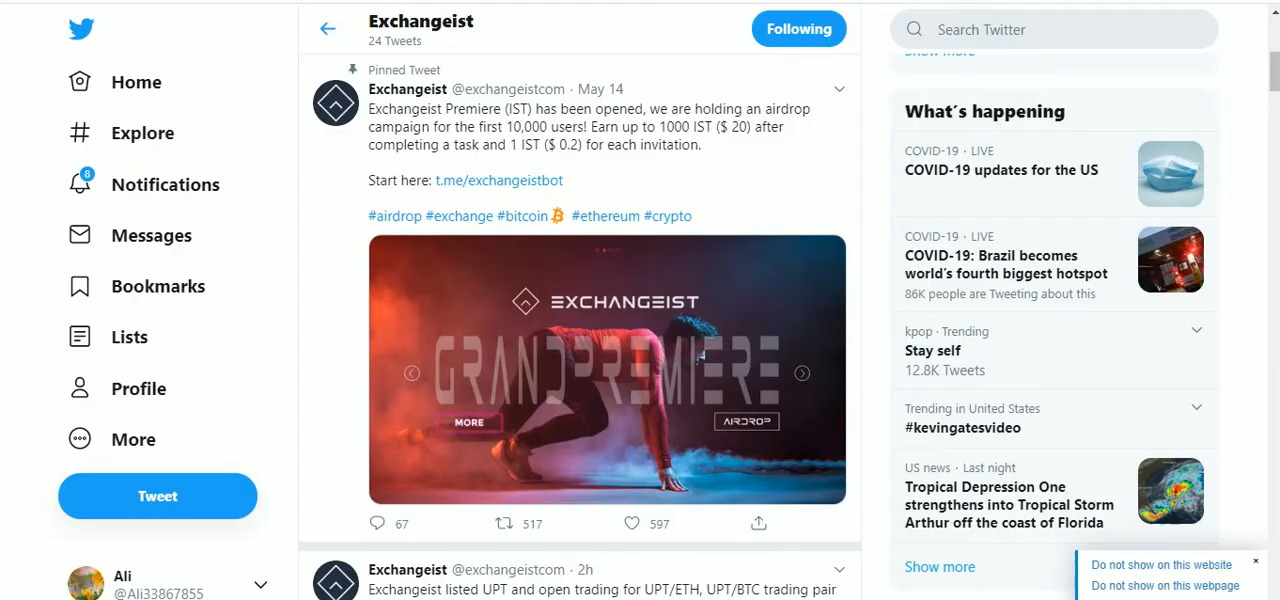 Home
Explore
8
Notifications
Messages
Bookmarks
Lists
Profile
More
Tweet
Ali
@Ali33867855
Exchangeist
24 Tweets
Following
Pinned Tweet
Exchangeist @exchangeistcom · May 14
Exchangeist Premiere (IST) has been opened, we are holding an airdrop
campaign for the first 10,000 users! Earn up to 1000 IST ($ 20) after
completing a task and 1 IST ($ 0.2) for each invitation.
Start here: t.me/exchangeistbot
#airdrop #exchange #bitcoin #ethereum #crypto
EXCHANGEIST
GRANDPREMIERE
MORE
AIRDROP
67
517
597
Exchangeist @exchangeistcom · 2h
Exchangeist listed UPT and open trading for UPT/ETH, UPT/BTC trading pair
Search Twitter
Show more
What's happening
COVID-19 · LIVE
COVID-19 updates for the US
COVID-19 · LIVE
COVID-19: Brazil becomes
world's fourth biggest hotspot
86K people are Tweeting about this
kpop · Trending
Stay self
12.8K Tweets
Trending in United States
#kevingatesvideo
US news · Last night
Tropical Depression One
strengthens into Tropical Storm
Arthur off the coast of Florida
Show more
Do not show on this website
Do not show on this webpage